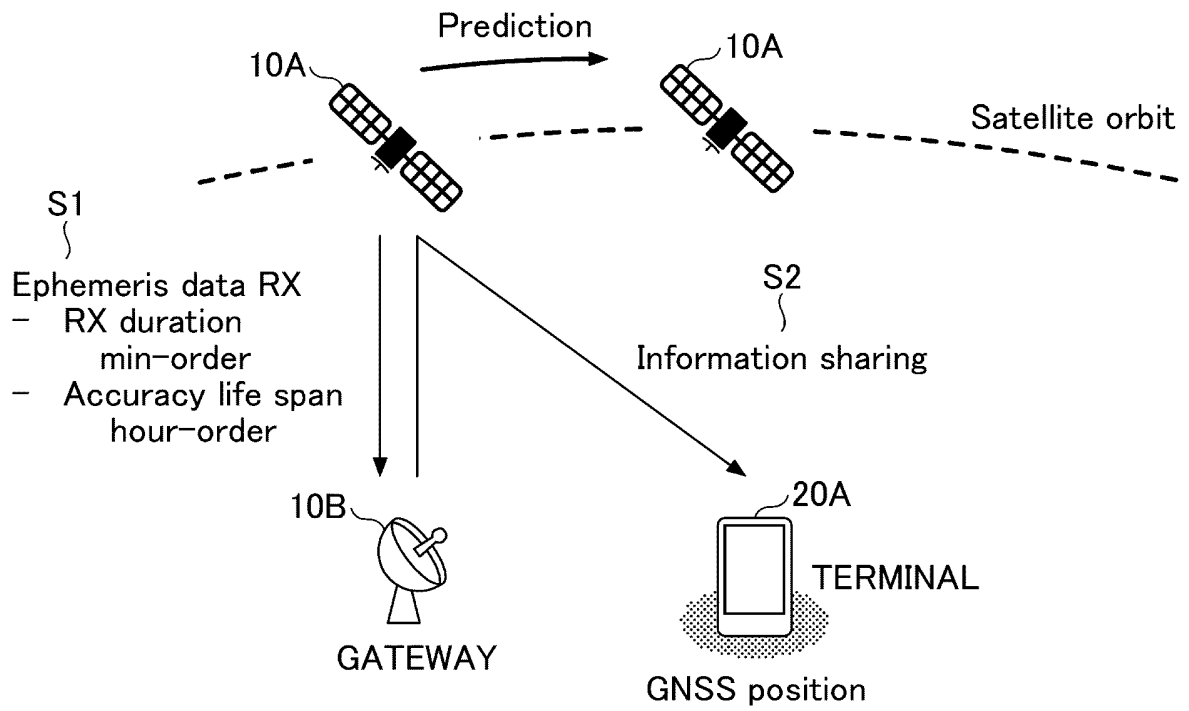 Prediction
10A
10A
Satellite orbit
S1
Ephemeris data RX
- RX duration
min-order
- Accuracy life span
hour-order
S2
Information sharing
10B
20A
TERMINAL
GATEWAY
GNSS position